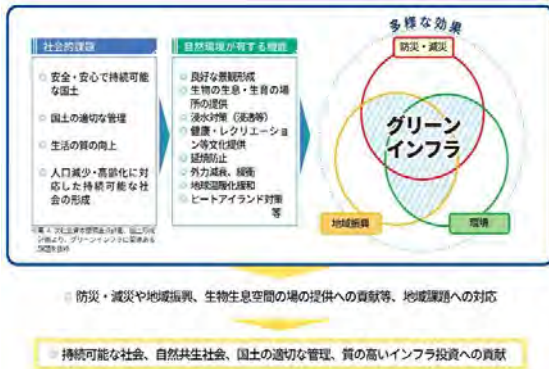 多様な効果
社会的課題
安全・安心で持続可能
な国土
国土の適切な管理
生活の質の向上
人口減少・高齢化に対
応した持続可能な社
会の形成
自然環境が有する機能
良好な景観形成
生物の生息・生育の場
所の提供
浸水対策(浸透等)
健康・レクリエーショ
ン等文化提供
延焼防止
外力減衰、緩衝
地球温暖化緩和
ヒートアイランド対策
等
防災・減災
グリーン
インフラ
地域振興
環境
防災・減災や地域振興、生物生息空間の場の提供への貢献等、地域課題への対応
持続可能な社会、自然共生社会、国土の適切な管理、質の高いインフラ投資への貢献